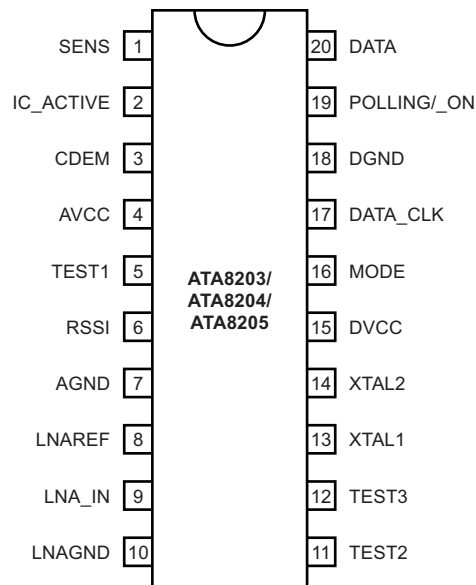 SENS 1 20 DATA
IC_ACTIVE 2 19 POLLING/_ON
CDEM 3 18 DGND
AVCC 4 17 DATA_CLK
TEST1 5 16 MODE
ATA8203/
ATA8204/
ATA8205
RSSI 6 15 DVCC
AGND 7 14 XTAL2
LNAREF 8 13 XTAL1
LNA_IN 9 12 TEST3
LNAGND 10 11 TEST2